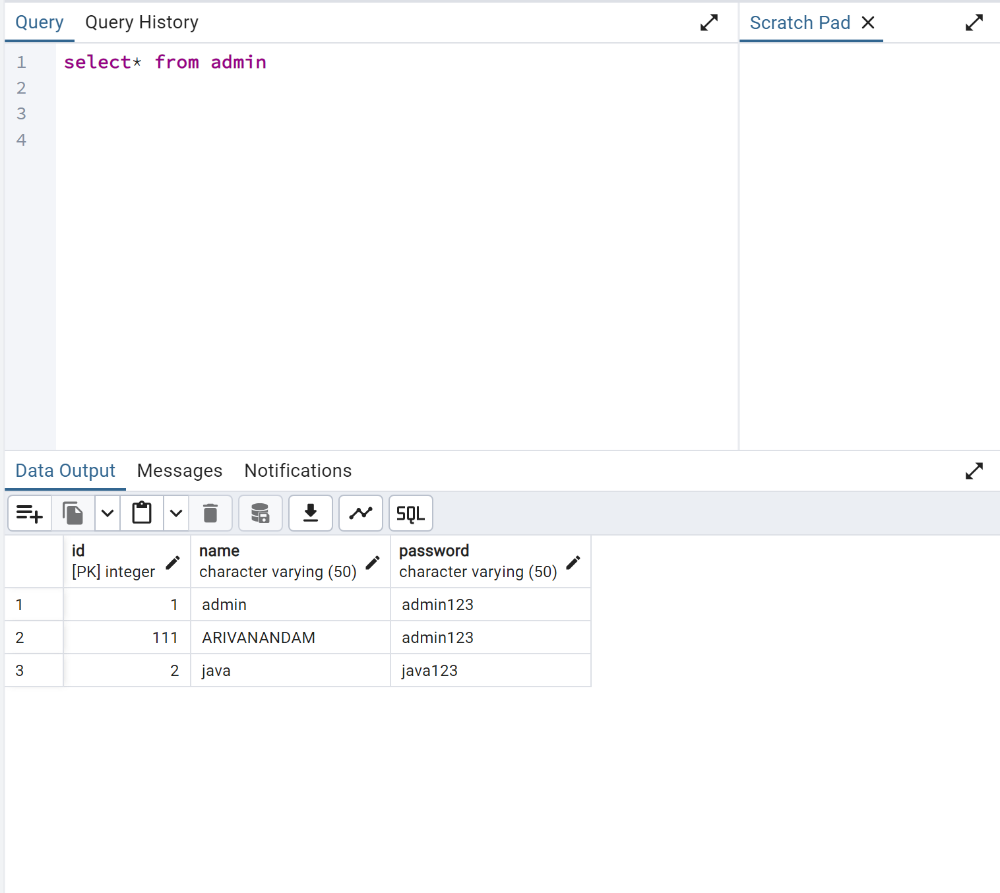 Query Query History Scratch Pad
1 select* from admin
2
3
4
Data Output Messages Notifications
SQL
id name password
[PK] integer character varying (50) character varying (50)
1 1 admin admin123
2 111 ARIVANANDAM admin123
3 2 java java123